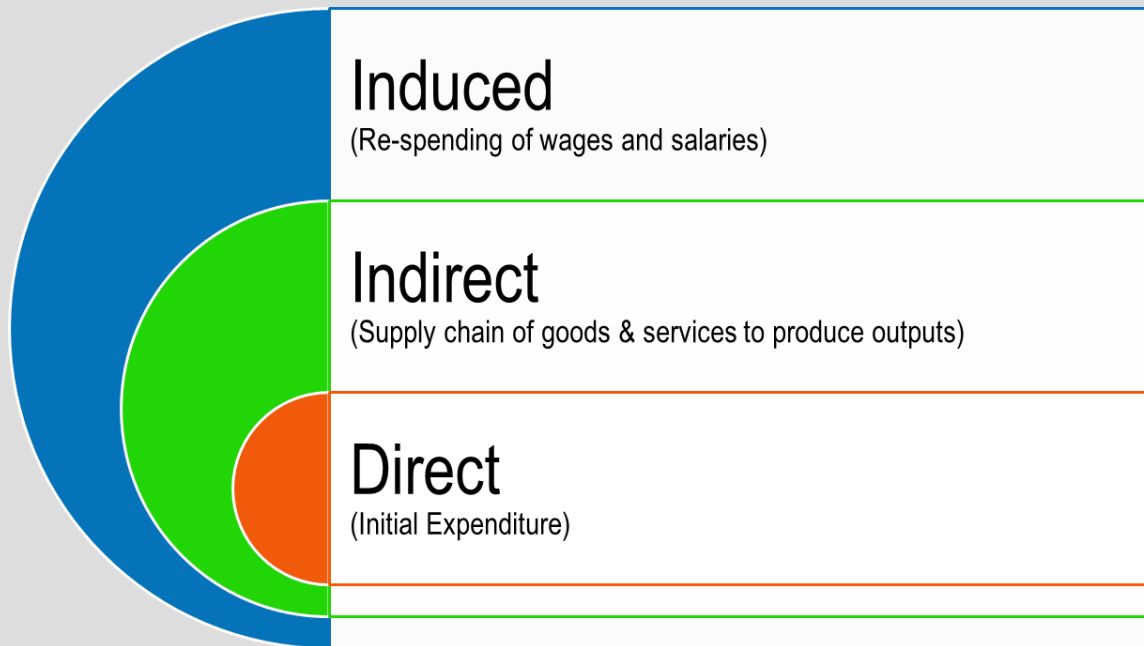 Induced
(Re-spending of wages and salaries)
Indirect
(Supply chain of goods & services to produce outputs)
Direct
(Initial Expenditure)